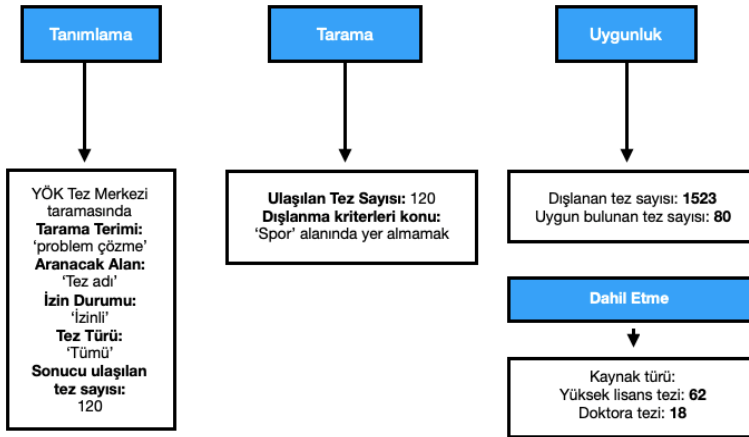 Tanımlama
YÖK Tez Merkezi
taramasında
Tarama Terimi:
‘problem çözme’
Aranacak Alan:
‘Tez adı’
İzin Durumu:
‘İzinli’
Tez Türü:
‘Tümü’
Sonucu ulaşılan
tez sayısı:
120
Tarama
Ulaşılan Tez Sayısı: 120
Dışlanma kriterleri konu:
‘Spor’ alanında yer almamak
Uygunluk
Dışlanan tez sayısı: 1523
Uygun bulunan tez sayısı: 80
Dahil Etme
Kaynak türü:
Yüksek lisans tezi: 62
Doktora tezi: 18